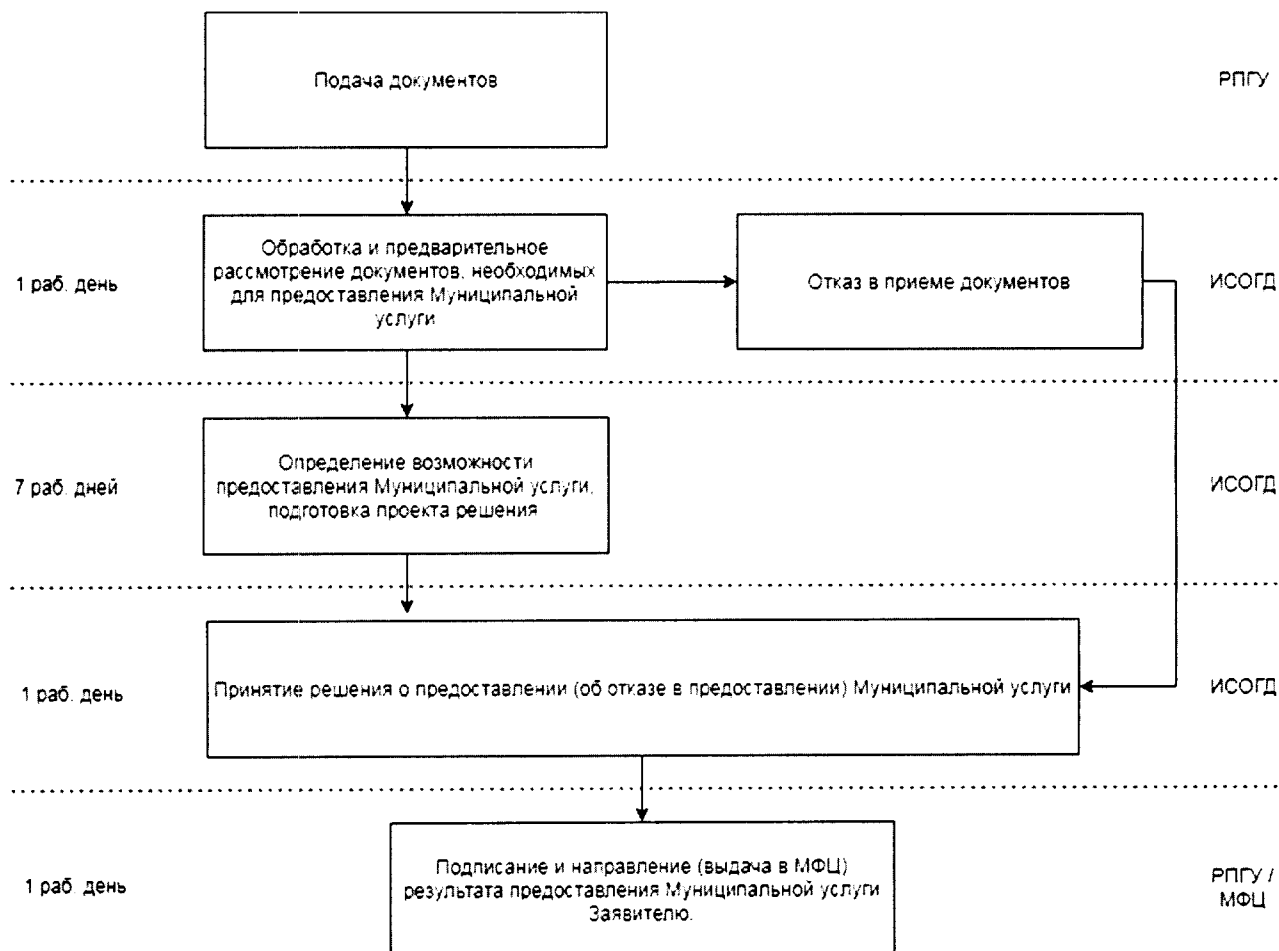 Подача документов
РПГУ
1 раб. день
Обработка и предварительное
рассмотрение документов, необходимых
для предоставления Муниципальной
услуги
Отказ в приеме документов
ИСОГД
7 раб. дней
Определение возможности
предоставления Муниципальной услуги,
подготовка проекта решения
ИСОГД
1 раб. день
Принятие решения о предоставлении (об отказе в предоставлении) Муниципальной услуги
ИСОГД
1 раб. день
Подписание и направление (выдача в МФЦ)
результата предоставления Муниципальной услуги
Заявителю.
РПГУ /
МФЦ